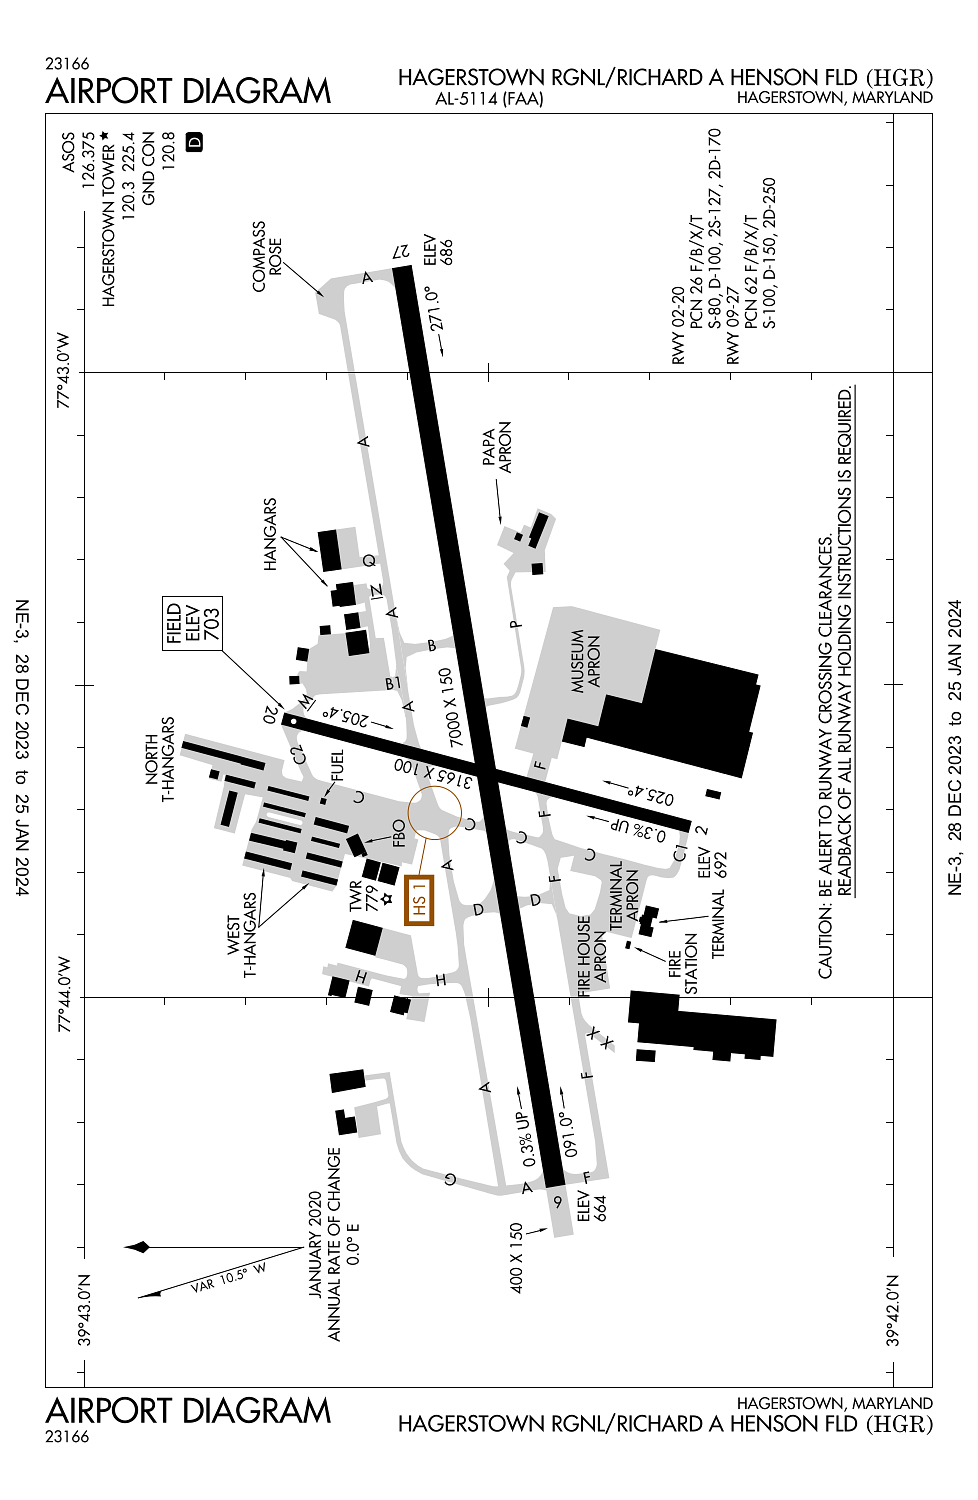 23166
AIRPORT DIAGRAM
HAGERSTOWN RGNL/RICHARD A HENSON FLD (HGR)
AL-5114 (FAA)
HAGERSTOWN, MARYLAND
ASOS
126.375
HAGERSTOWN TOWER ★
120.3 225.4
GND CON
120.8
D
COMPASS
ROSE
A
27
ELEV
686
271.0°
RWY 02-20
PCN 26 F/B/X/T
S-80, D-100, 2S-127, 2D-170
RWY 09-27
PCN 62 F/B/X/T
S-100, D-150, 2D-250
77°43.0'W
A
PAPA
APRON
HANGARS
Q
N
A
P
B
FIELD
ELEV
703
MUSEUM
APRON
B1
M
A
20
205.4°
7000 X 150
NORTH
T-HANGARS
C2
FUEL
C
3165 X 100
F
025.4°
0.3% UP
2
FBO
C
C
F
C
C1
ELEV
692
A
HS 1
TWR
779
WEST
T-HANGARS
D
D
F
TERMINAL
APRON
TERMINAL
FIRE HOUSE
APRON
FIRE
STATION
H
H
77°44.0'W
X
X
F
A
0.3% UP
091.0°
G
A
F
9
ELEV
664
400 X 150
JANUARY 2020
ANNUAL RATE OF CHANGE
0.0° E
VAR 10.5° W
39°43.0'N
39°42.0'N
CAUTION: BE ALERT TO RUNWAY CROSSING CLEARANCES.
READBACK OF ALL RUNWAY HOLDING INSTRUCTIONS IS REQUIRED.
NE-3, 28 DEC 2023 to 25 JAN 2024
NE-3, 28 DEC 2023 to 25 JAN 2024
AIRPORT DIAGRAM
23166
HAGERSTOWN, MARYLAND
HAGERSTOWN RGNL/RICHARD A HENSON FLD (HGR)